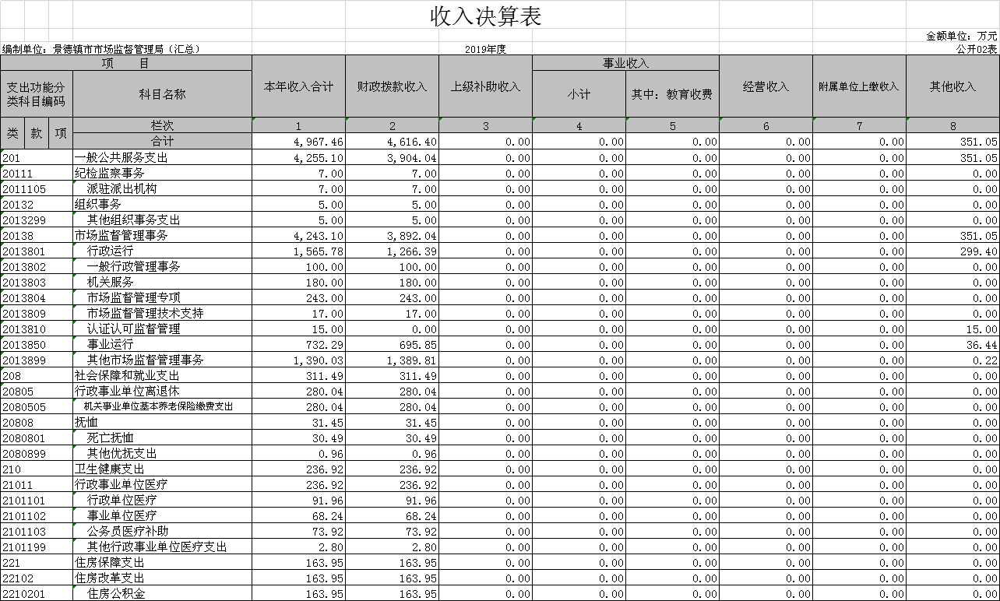 收入决算表
金额单位：万元
编制单位：景德镇市市场监督管理局（汇总） 2019年度 公开02表
项 目 本年收入合计 财政拨款收入 上级补助收入 事业收入 经营收入 附属单位上缴收入 其他收入
支出功能分类科目编码 科目名称 小计 其中：教育收费
类 款 项 栏次 1 2 3 4 5 6 7 8
合计 4,967.46 4,616.40 0.00 0.00 0.00 0.00 0.00 351.05
201 一般公共服务支出 4,255.10 3,904.04 0.00 0.00 0.00 0.00 0.00 351.05
20111 纪检监察事务 7.00 7.00 0.00 0.00 0.00 0.00 0.00 0.00
2011105 派驻派出机构 7.00 7.00 0.00 0.00 0.00 0.00 0.00 0.00
20132 组织事务 5.00 5.00 0.00 0.00 0.00 0.00 0.00 0.00
2013299 其他组织事务支出 5.00 5.00 0.00 0.00 0.00 0.00 0.00 0.00
20138 市场监督管理事务 4,243.10 3,892.04 0.00 0.00 0.00 0.00 0.00 351.05
2013801 行政运行 1,565.78 1,266.39 0.00 0.00 0.00 0.00 0.00 299.40
2013802 一般行政管理事务 100.00 100.00 0.00 0.00 0.00 0.00 0.00 0.00
2013803 机关服务 180.00 180.00 0.00 0.00 0.00 0.00 0.00 0.00
2013804 市场监督管理专项 243.00 243.00 0.00 0.00 0.00 0.00 0.00 0.00
2013809 市场监督管理技术支持 17.00 17.00 0.00 0.00 0.00 0.00 0.00 0.00
2013810 认证认可监督管理 15.00 0.00 0.00 0.00 0.00 0.00 0.00 15.00
2013850 事业运行 732.29 695.85 0.00 0.00 0.00 0.00 0.00 36.44
2013899 其他市场监督管理事务 1,390.03 1,389.81 0.00 0.00 0.00 0.00 0.00 0.22
208 社会保障和就业支出 311.49 311.49 0.00 0.00 0.00 0.00 0.00 0.00
20805 行政事业单位离退休 280.04 280.04 0.00 0.00 0.00 0.00 0.00 0.00
2080505 机关事业单位基本养老保险缴费支出 280.04 280.04 0.00 0.00 0.00 0.00 0.00 0.00
20808 抚恤 31.45 31.45 0.00 0.00 0.00 0.00 0.00 0.00
2080801 死亡抚恤 30.49 30.49 0.00 0.00 0.00 0.00 0.00 0.00
2080899 其他优抚支出 0.96 0.96 0.00 0.00 0.00 0.00 0.00 0.00
210 卫生健康支出 236.92 236.92 0.00 0.00 0.00 0.00 0.00 0.00
21011 行政事业单位医疗 236.92 236.92 0.00 0.00 0.00 0.00 0.00 0.00
2101101 行政单位医疗 91.96 91.96 0.00 0.00 0.00 0.00 0.00 0.00
2101102 事业单位医疗 68.24 68.24 0.00 0.00 0.00 0.00 0.00 0.00
2101103 公务员医疗补助 73.92 73.92 0.00 0.00 0.00 0.00 0.00 0.00
2101199 其他行政事业单位医疗支出 2.80 2.80 0.00 0.00 0.00 0.00 0.00 0.00
221 住房保障支出 163.95 163.95 0.00 0.00 0.00 0.00 0.00 0.00
22102 住房改革支出 163.95 163.95 0.00 0.00 0.00 0.00 0.00 0.00
2210201 住房公积金 163.95 163.95 0.00 0.00 0.00 0.00 0.00 0.00